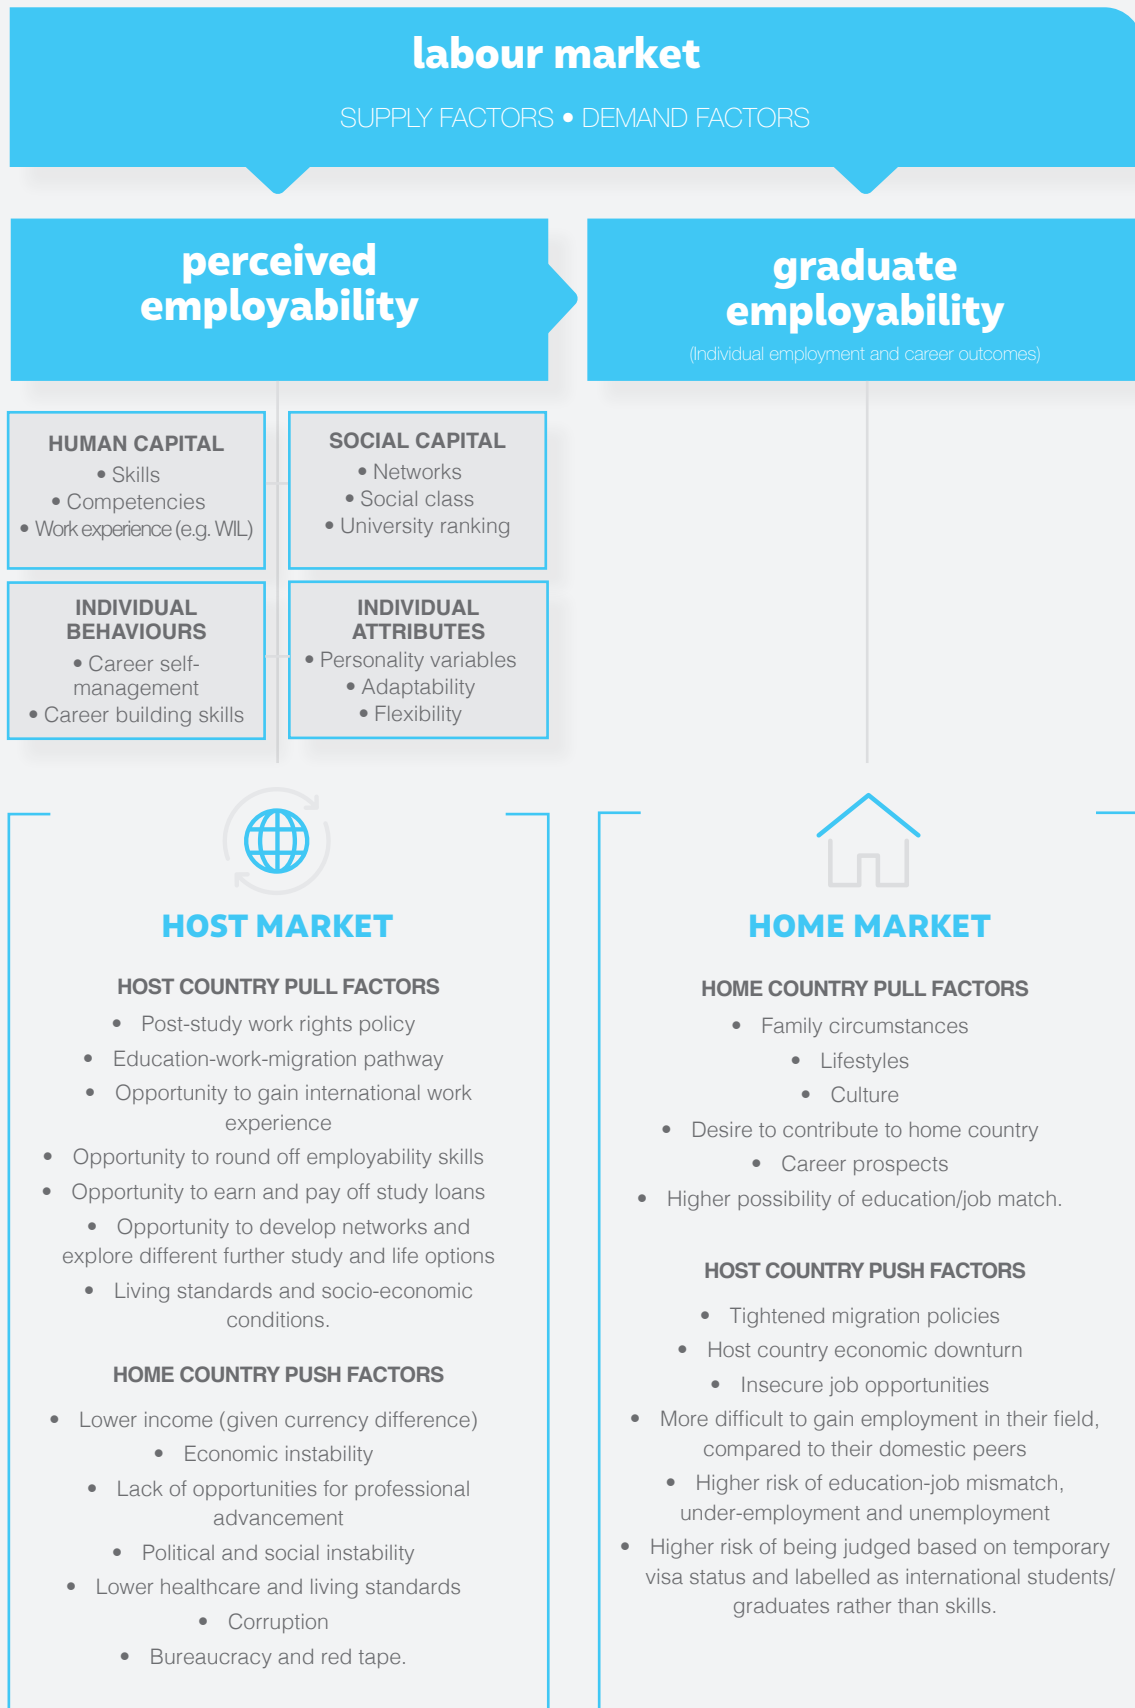 labour market
SUPPLY FACTORS • DEMAND FACTORS
perceived
employability
graduate
employability
(Individual employment and career outcomes)
HUMAN CAPITAL
• Skills
• Competencies
• Work experience (e.g. WIL)
SOCIAL CAPITAL
• Networks
• Social class
• University ranking
INDIVIDUAL
BEHAVIOURS
• Career self-
management
• Career building skills
INDIVIDUAL
ATTRIBUTES
• Personality variables
• Adaptability
• Flexibility
HOST MARKET
HOST COUNTRY PULL FACTORS
• Post-study work rights policy
• Education-work-migration pathway
• Opportunity to gain international work
experience
• Opportunity to round off employability skills
• Opportunity to earn and pay off study loans
• Opportunity to develop networks and
explore different further study and life options
• Living standards and socio-economic
conditions.
HOME COUNTRY PUSH FACTORS
• Lower income (given currency difference)
• Economic instability
• Lack of opportunities for professional
advancement
• Political and social instability
• Lower healthcare and living standards
• Corruption
• Bureaucracy and red tape.
HOME MARKET
HOME COUNTRY PULL FACTORS
• Family circumstances
• Lifestyles
• Culture
• Desire to contribute to home country
• Career prospects
• Higher possibility of education/job match.
HOST COUNTRY PUSH FACTORS
• Tightened migration policies
• Host country economic downturn
• Insecure job opportunities
• More difficult to gain employment in their field,
compared to their domestic peers
• Higher risk of education-job mismatch,
under-employment and unemployment
• Higher risk of being judged based on temporary
visa status and labelled as international students/
graduates rather than skills.